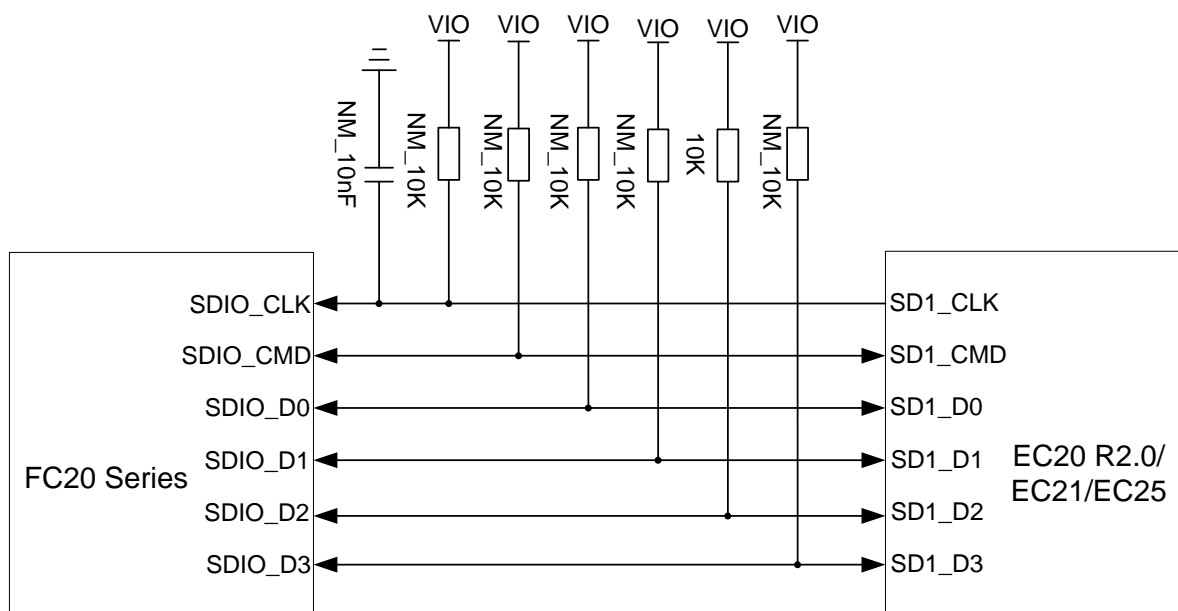 VIO
VIO
VIO
VIO
VIO
VIO
NM_10nF
NM_10K
NM_10K
NM_10K
NM_10K
10K
NM_10K
SDIO_CLK
SD1_CLK
SDIO_CMD
SD1_CMD
SDIO_D0
SD1_D0
SDIO_D1
SD1_D1
FC20 Series
EC20 R2.0/
EC21/EC25
SDIO_D2
SD1_D2
SDIO_D3
SD1_D3